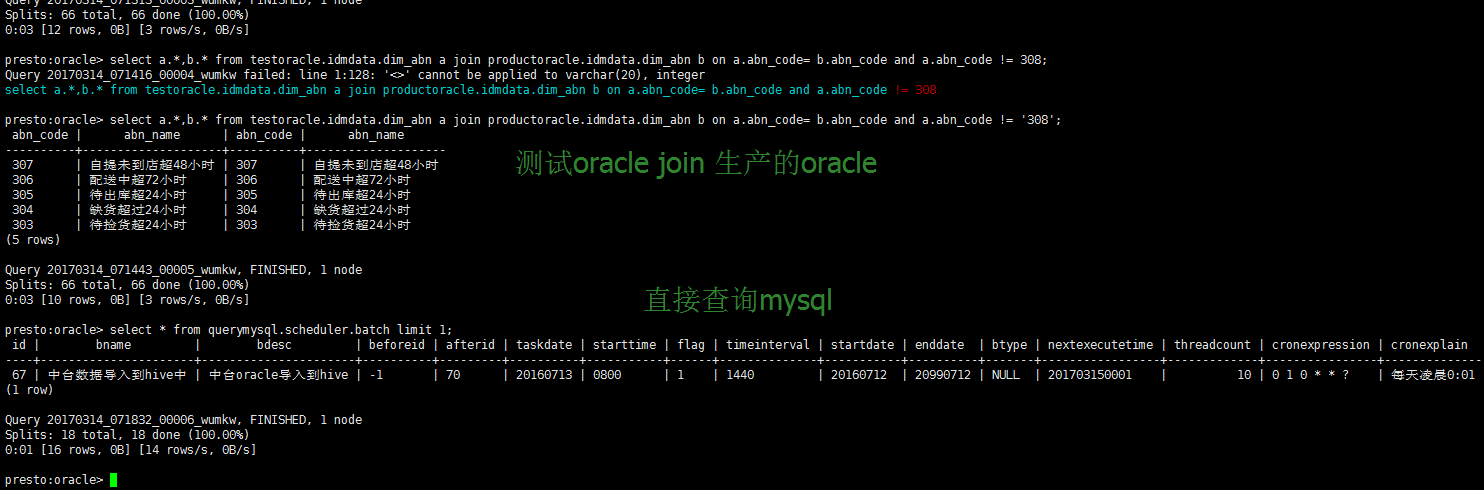 Query 20170314_071313_00003_wumkw, FINISHED, 1 node
Splits: 66 total, 66 done (100.00%)
0:03 [12 rows, 0B] [3 rows/s, 0B/s]
presto:oracle> select a.*,b.* from testoracle.idmdata.dim_abn a join productoracle.idmdata.dim_abn b on a.abn_code= b.abn_code and a.abn_code != 308;
Query 20170314_071416_00004_wumkw failed: line 1:128: '<>' cannot be applied to varchar(20), integer
select a.*,b.* from testoracle.idmdata.dim_abn a join productoracle.idmdata.dim_abn b on a.abn_code= b.abn_code and a.abn_code != 308
presto:oracle> select a.*,b.* from testoracle.idmdata.dim_abn a join productoracle.idmdata.dim_abn b on a.abn_code= b.abn_code and a.abn_code != '308';
abn_code | abn_name | abn_code | abn_name
----------+-------------------+----------+-------------------
307 | 自提未到店超48小时 | 307 | 自提未到店超48小时
306 | 配送中超72小时 | 306 | 配送中超72小时
305 | 待出库超24小时 | 305 | 待出库超24小时
304 | 缺货超过24小时 | 304 | 缺货超过24小时
303 | 待捡货超24小时 | 303 | 待捡货超24小时
(5 rows)
测试oracle join 生产的oracle
Query 20170314_071443_00005_wumkw, FINISHED, 1 node
Splits: 66 total, 66 done (100.00%)
0:03 [10 rows, 0B] [3 rows/s, 0B/s]
直接查询mysql
presto:oracle> select * from querymysql.scheduler.batch limit 1;
id | bname | bdesc | beforeid | afterid | taskdate | starttime | flag | timeinterval | startdate | enddate | btype | nextexecutetime | threadcount | cronexpression | cronexplain
----+--------------------+--------------------+----------+---------+----------+-----------+------+--------------+-----------+----------+-------+-----------------+-------------+----------------+-------------
67 | 中台数据导入到hive中 | 中台oracle导入到hive | -1 | 70 | 20160713 | 0800 | 1 | 1440 | 20160712 | 20990712 | NULL | 201703150001 | 10 | 0 1 0 * * ? | 每天凌晨0:01
(1 row)
Query 20170314_071832_00006_wumkw, FINISHED, 1 node
Splits: 18 total, 18 done (100.00%)
0:01 [16 rows, 0B] [14 rows/s, 0B/s]
presto:oracle>